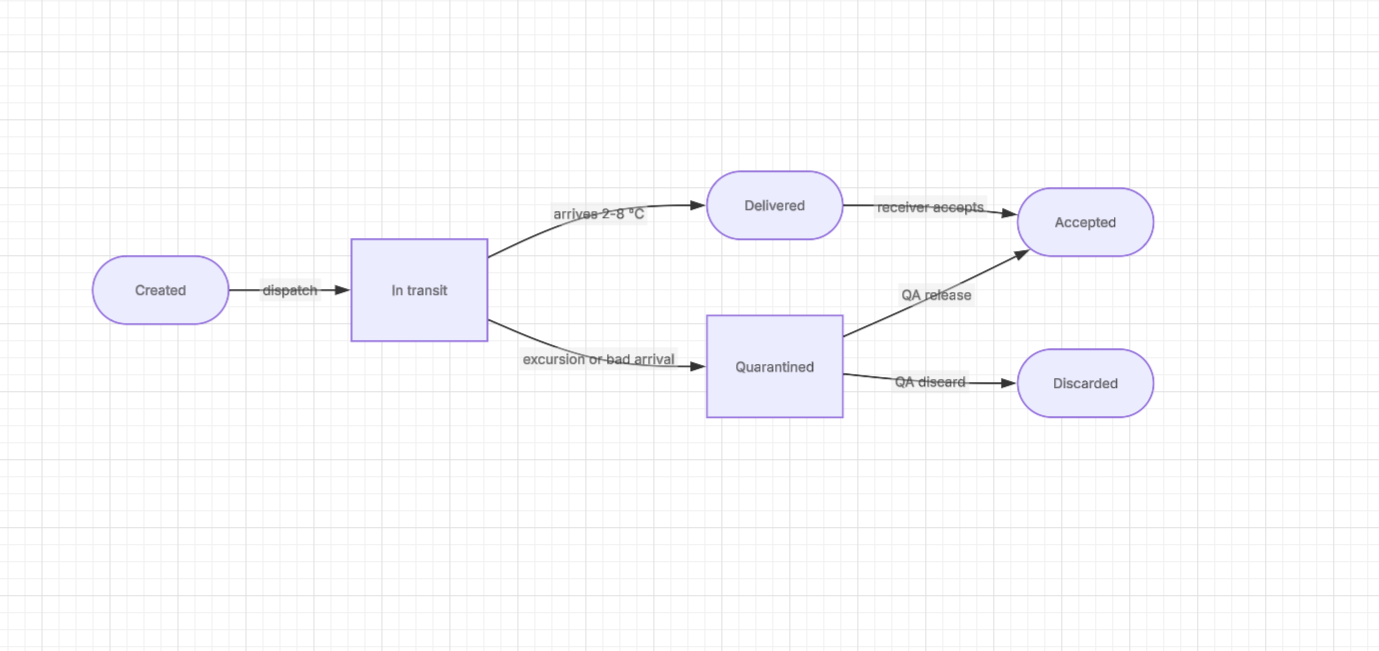 Created
dispatch
In transit
arrives 2-8 °C
Delivered
receiver accepts
Accepted
excursion or bad arrival
Quarantined
QA release
QA discard
Discarded